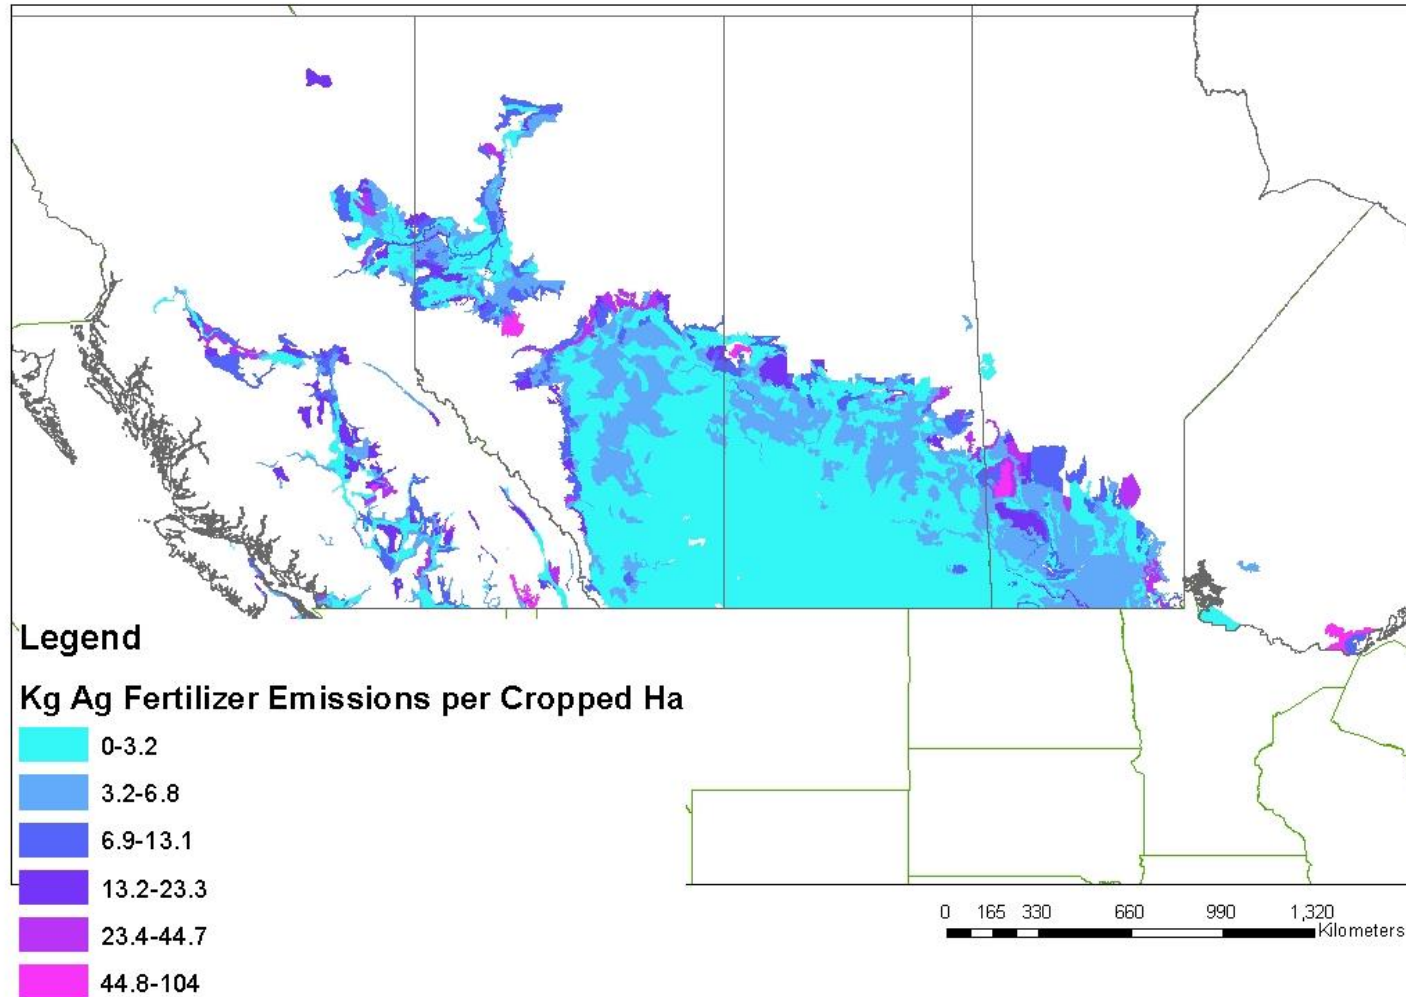 Legend
Kg Ag Fertilizer Emissions per Cropped Ha
0-3.2
3.2-6.8
6.9-13.1
13.2-23.3
23.4-44.7
44.8-104
0 165 330 660 990 1,320
Kilometers